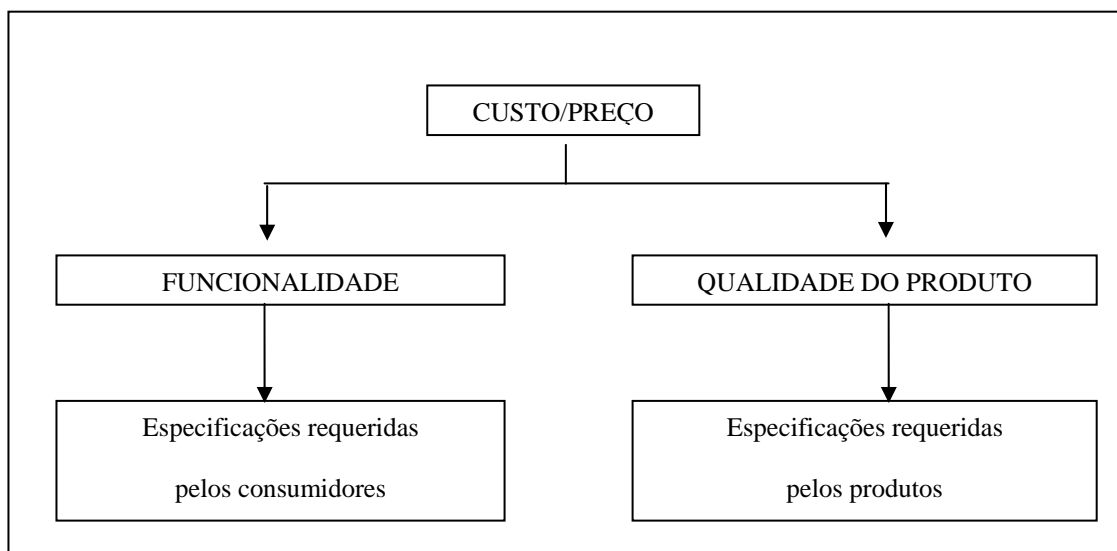 CUSTO/PREÇO
FUNCIONALIDADE
QUALIDADE DO PRODUTO
Especificações requeridas
pelos consumidores
Especificações requeridas
pelos produtos